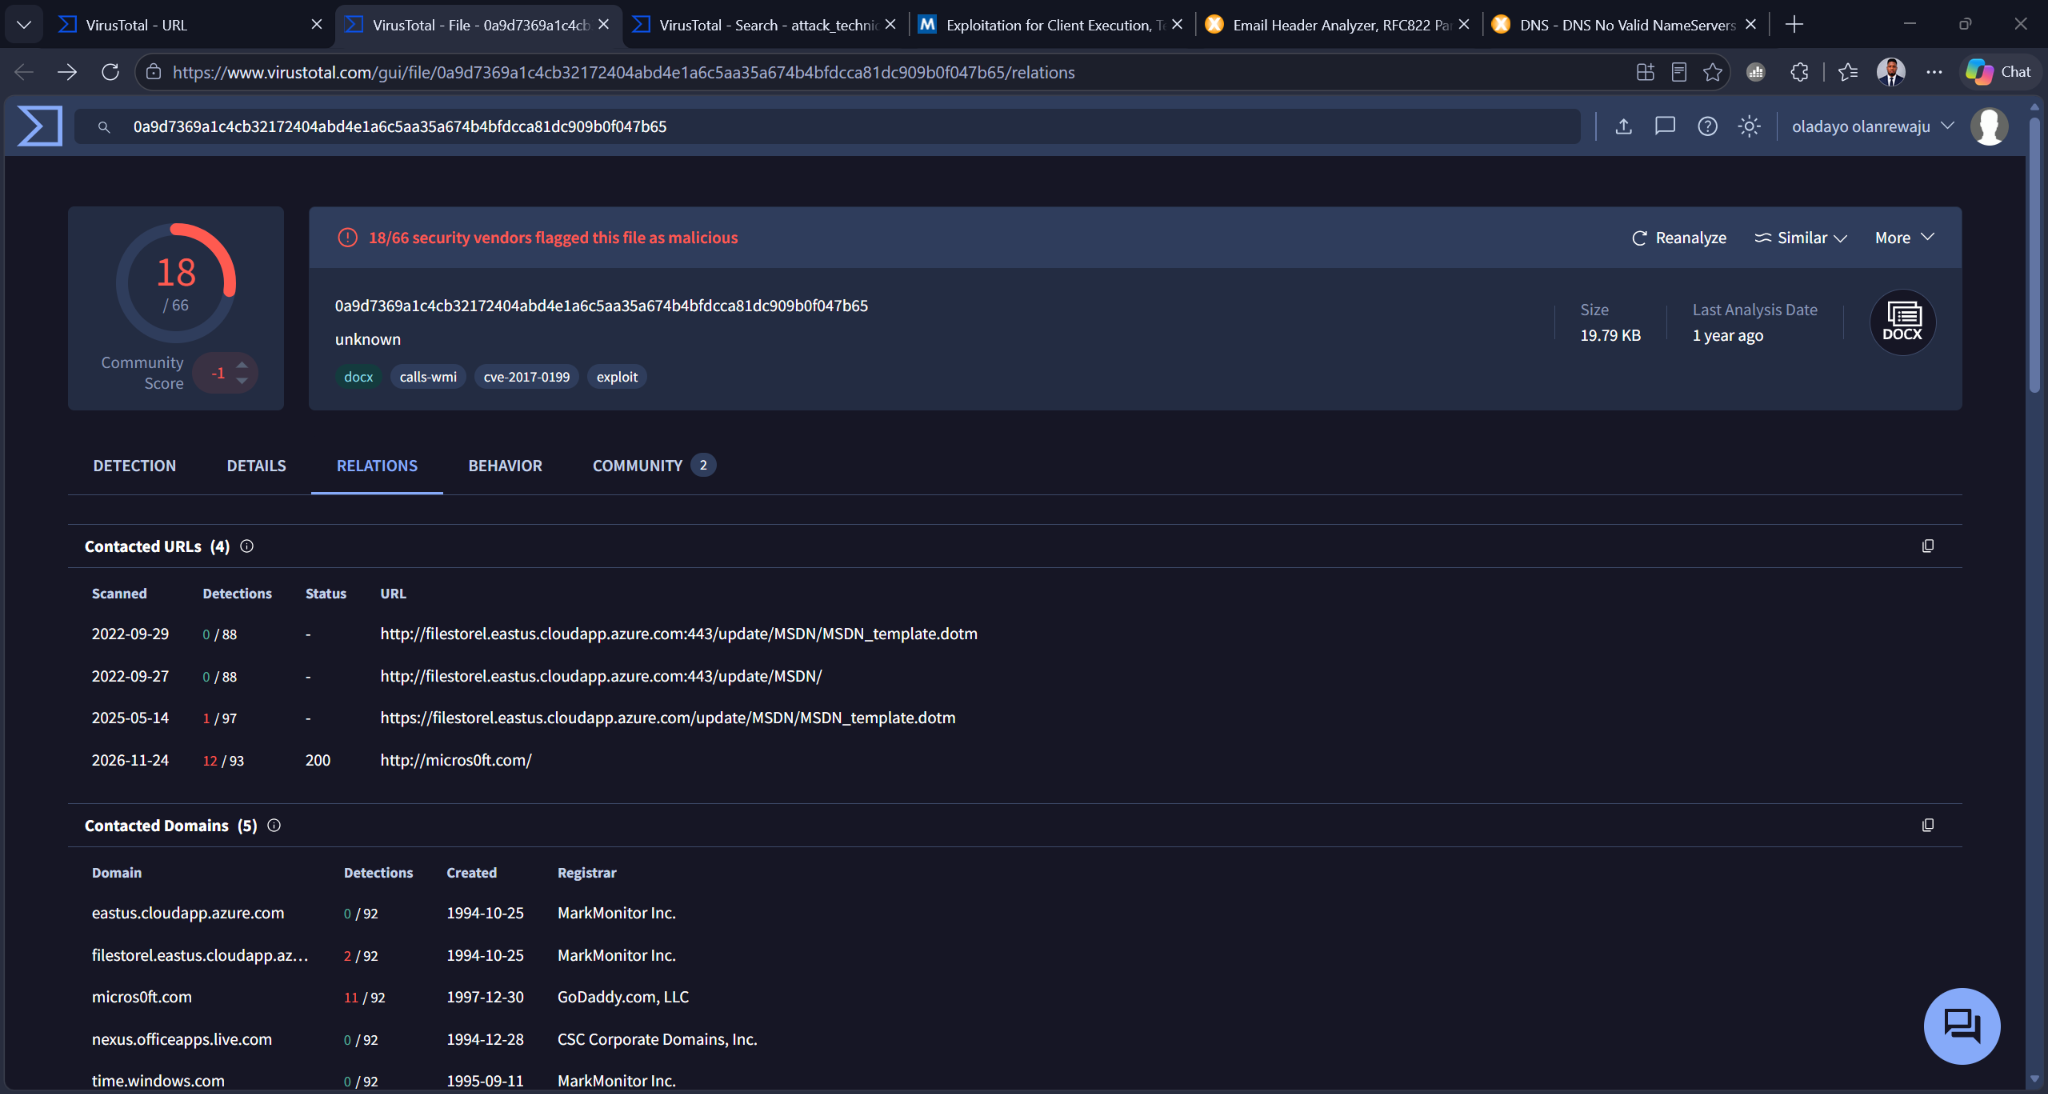 VirusTotal - URL
VirusTotal - File - 0a9d7369a1c4cb
VirusTotal - Search - attack_technic
Exploitation for Client Execution, T
Email Header Analyzer, RFC822 Par
DNS - DNS No Valid NameServers
https://www.virustotal.com/gui/file/0a9d7369a1c4cb32172404abd4e1a6c5aa35a674b4bfdcca81dc909b0f047b65/relations
Chat
0a9d7369a1c4cb32172404abd4e1a6c5aa35a674b4bfdcca81dc909b0f047b65
oladayo olanrewaju
18
/ 66
Community Score
-1
18/66 security vendors flagged this file as malicious
Reanalyze
Similar
More
0a9d7369a1c4cb32172404abd4e1a6c5aa35a674b4bfdcca81dc909b0f047b65
unknown
docx calls-wmi cve-2017-0199 exploit
Size
19.79 KB
Last Analysis Date
1 year ago
DOCX
DETECTION DETAILS RELATIONS BEHAVIOR COMMUNITY 2
Contacted URLs (4)
Scanned Detections Status URL
2022-09-29 0 / 88 - http://filestorel.eastus.cloudapp.azure.com:443/update/MSDN/MSDN_template.dotm
2022-09-27 0 / 88 - http://filestorel.eastus.cloudapp.azure.com:443/update/MSDN/
2025-05-14 1 / 97 - https://filestorel.eastus.cloudapp.azure.com/update/MSDN/MSDN_template.dotm
2026-11-24 12 / 93 200 http://micros0ft.com/
Contacted Domains (5)
Domain Detections Created Registrar
eastus.cloudapp.azure.com 0 / 92 1994-10-25 MarkMonitor Inc.
filestorel.eastus.cloudapp.az... 2 / 92 1994-10-25 MarkMonitor Inc.
micros0ft.com 11 / 92 1997-12-30 GoDaddy.com, LLC
nexus.officeapps.live.com 0 / 92 1994-12-28 CSC Corporate Domains, Inc.
time.windows.com 0 / 92 1995-09-11 MarkMonitor Inc.